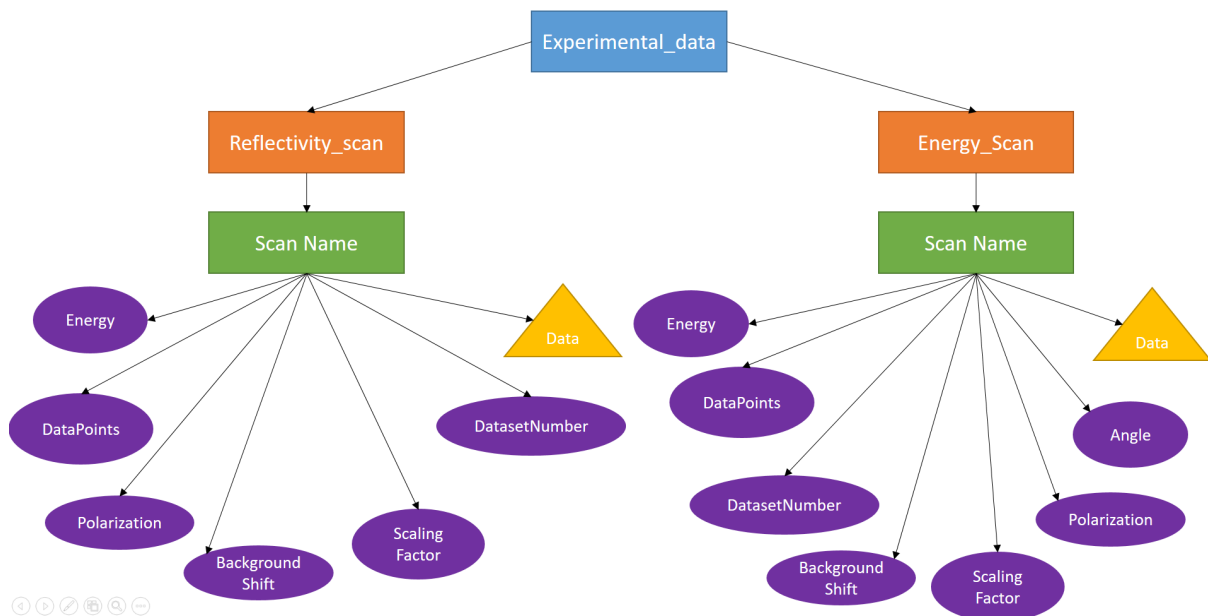 Experimental_data
Reflectivity_scan
Energy_Scan
Scan Name
Scan Name
Energy
Data
Energy
Data
DataPoints
DatasetNumber
DataPoints
Angle
Polarization
Scaling
Factor
DatasetNumber
Polarization
Background
Shift
Background
Shift
Scaling
Factor